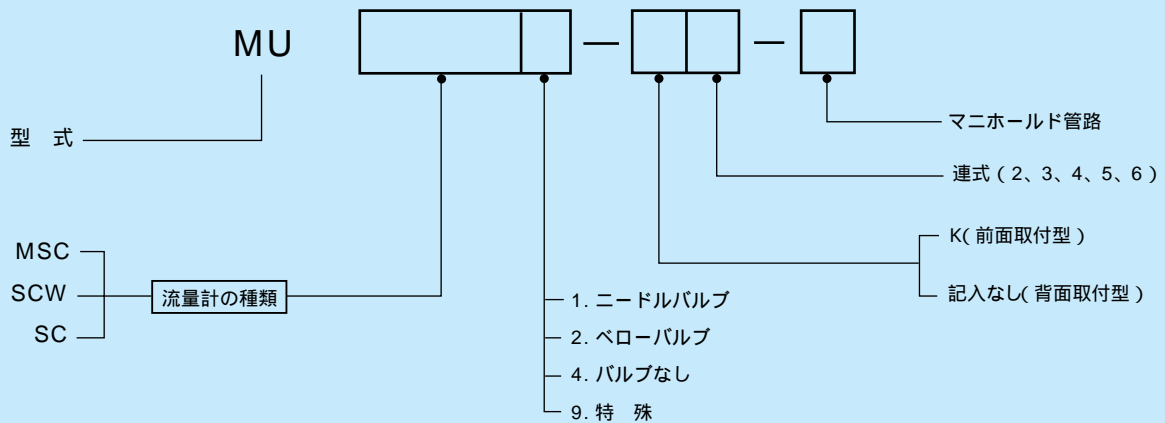 MU
型 式
マニホールド管路
連式(2、3、4、5、6)
K(前面取付型)
記入なし(背面取付型)
MSC
SCW
SC
流量計の種類
1. ニードルバルブ
2. ベローバルブ
4. バルブなし
9. 特 殊